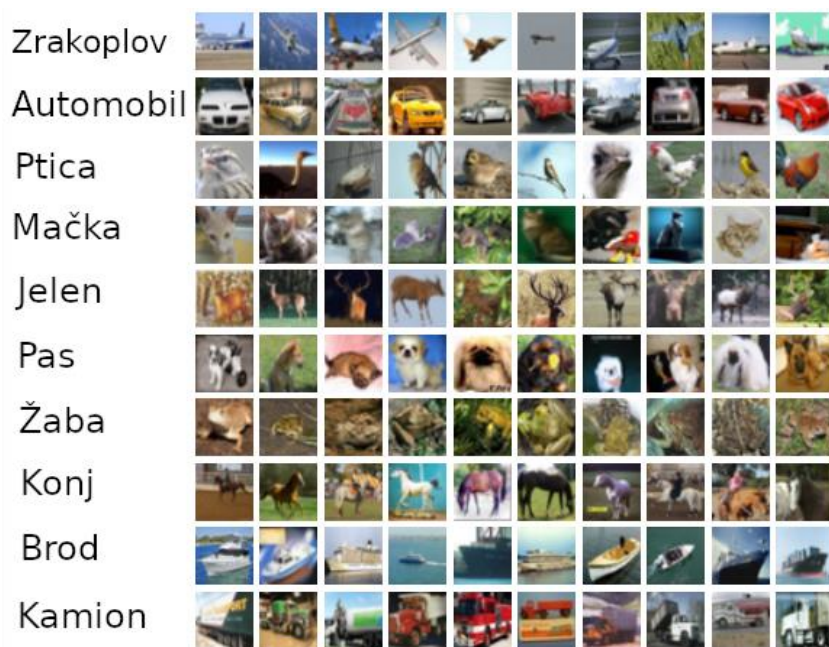 Zrakoplov
Automobil
Ptica
Mačka
Jelen
Pas
Žaba
Konj
Brod
Kamion